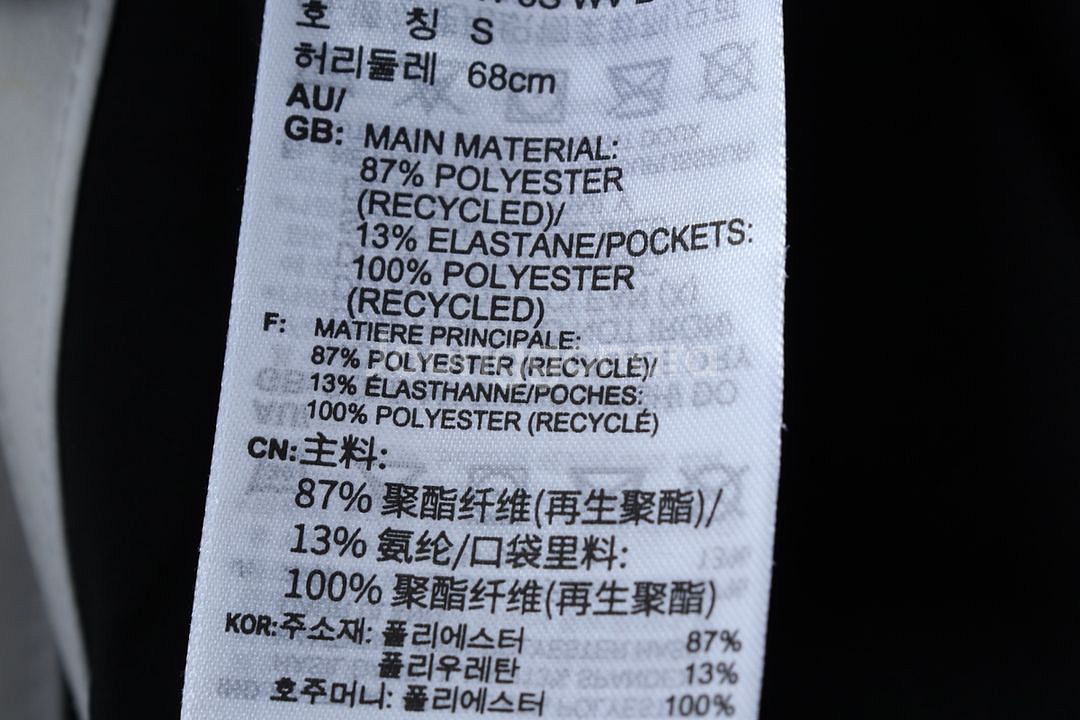 호 칭 S
허리둘레 68cm
AU/
GB: MAIN MATERIAL:
87% POLYESTER
(RECYCLED)/
13% ELASTANE/POCKETS:
100% POLYESTER
(RECYCLED)
F: MATIERE PRINCIPALE:
87% POLYESTER (RECYCLÉ)/
13% ÉLASTHANNE/POCHES:
100% POLYESTER (RECYCLÉ)
CN:主料:
87% 聚酯纤维(再生聚酯)/
13% 氨纶/口袋里料:
100% 聚酯纤维(再生聚酯)
KOR:주소재: 폴리에스터 87%
폴리우레탄 13%
호주머니: 폴리에스터 100%